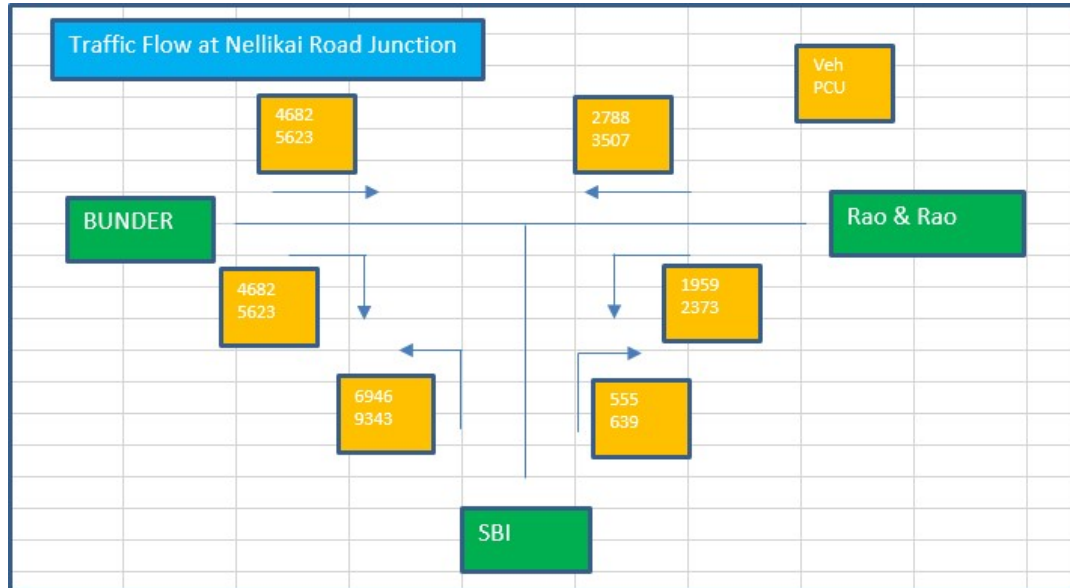 Traffic Flow at Nellikai Road Junction
Veh
PCU
4682
5623
2788
3507
BUNDER
Rao & Rao
4682
5623
1959
2373
6946
9343
555
639
SBI